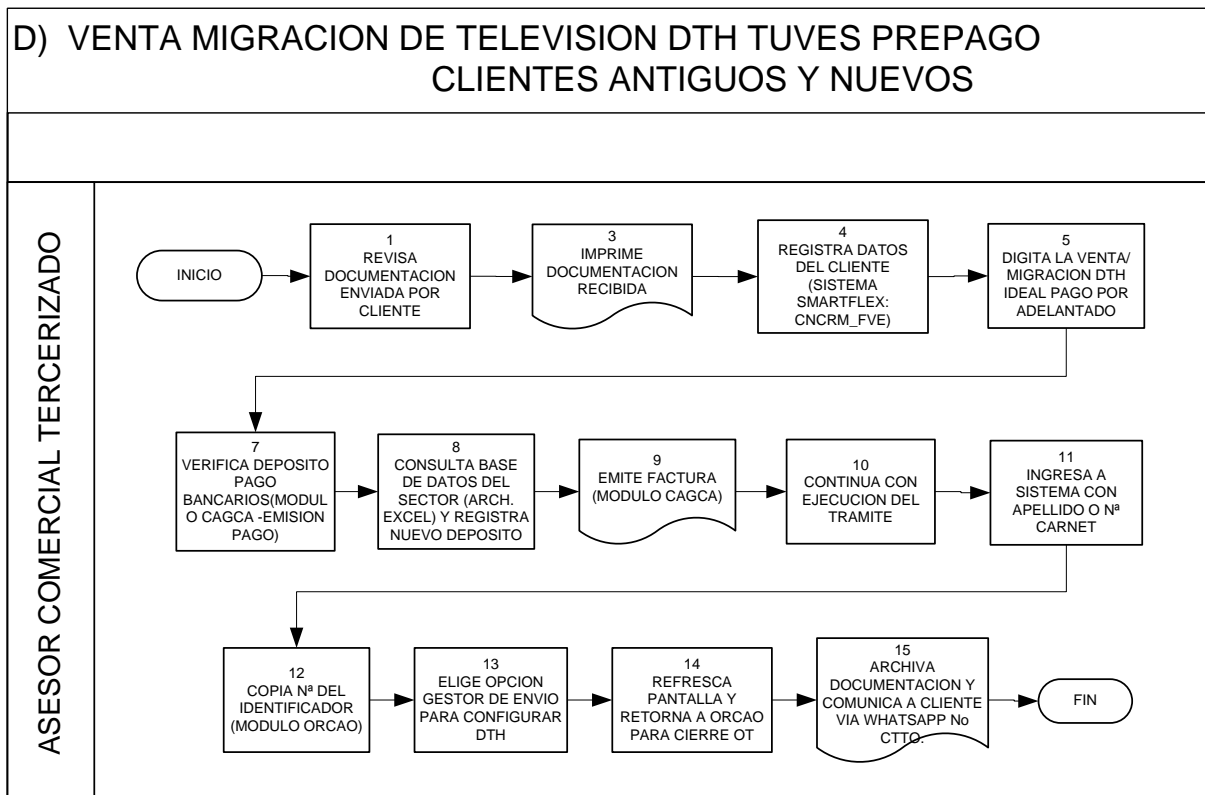 D) VENTA MIGRACION DE TELEVISION DTH TUVES PREPAGO
CLIENTES ANTIGUOS Y NUEVOS
ASESOR COMERCIAL TERCERIZADO
INICIO
1
REVISA
DOCUMENTACION
ENVIADA POR
CLIENTE
3
IMPRIME
DOCUMENTACION
RECIBIDA
4
REGISTRA DATOS
DEL CLIENTE
(SISTEMA
SMARTFLEX:
CNCRM_FVE)
5
DIGITA LA VENTA/
MIGRACION DTH
IDEAL PAGO POR
ADELANTADO
7
VERIFICA DEPOSITO
PAGO
BANCARIOS(MODUL
O CAGCA -EMISION
PAGO)
8
CONSULTA BASE
DE DATOS DEL
SECTOR (ARCH.
EXCEL) Y REGISTRA
NUEVO DEPOSITO
9
EMITE FACTURA
(MODULO CAGCA)
10
CONTINUA CON
EJECUCION DEL
TRAMITE
11
INGRESA A
SISTEMA CON
APELLIDO O Nª
CARNET
12
COPIA Nª DEL
IDENTIFICADOR
(MODULO ORCAO)
13
ELIGE OPCION
GESTOR DE ENVIO
PARA CONFIGURAR
DTH
14
REFRESCA
PANTALLA Y
RETORNA A ORCAO
PARA CIERRE OT
15
ARCHIVA
DOCUMENTACION Y
COMUNICA A CLIENTE
VIA WHATSAPP No
CTTO.
FIN